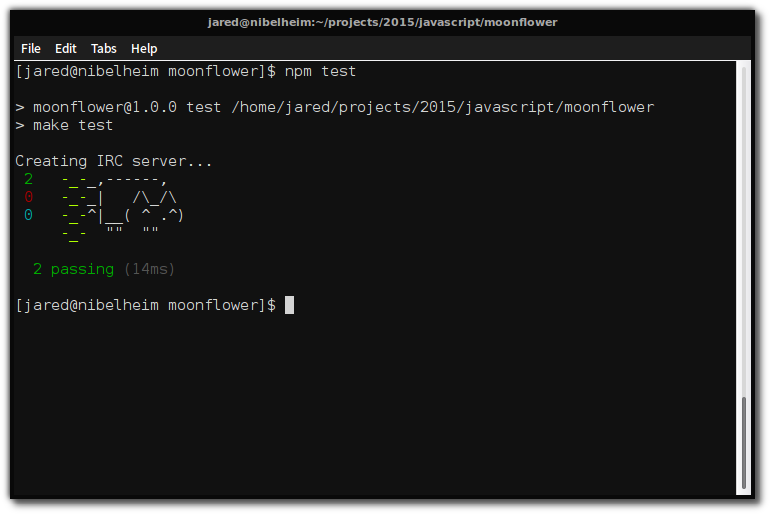 jared@nibelheim:~/projects/2015/javascript/moonflower
File Edit Tabs Help
[jared@nibelheim moonflower]$ npm test
> moonflower@1.0.0 test /home/jared/projects/2015/javascript/moonflower
> make test
Creating IRC server...
 2   -_-_,------,
 0   -_-_|   /\_/\
 0   -_-^|__( ^ .^)
     -_-  ""  ""
  2 passing (14ms)
[jared@nibelheim moonflower]$